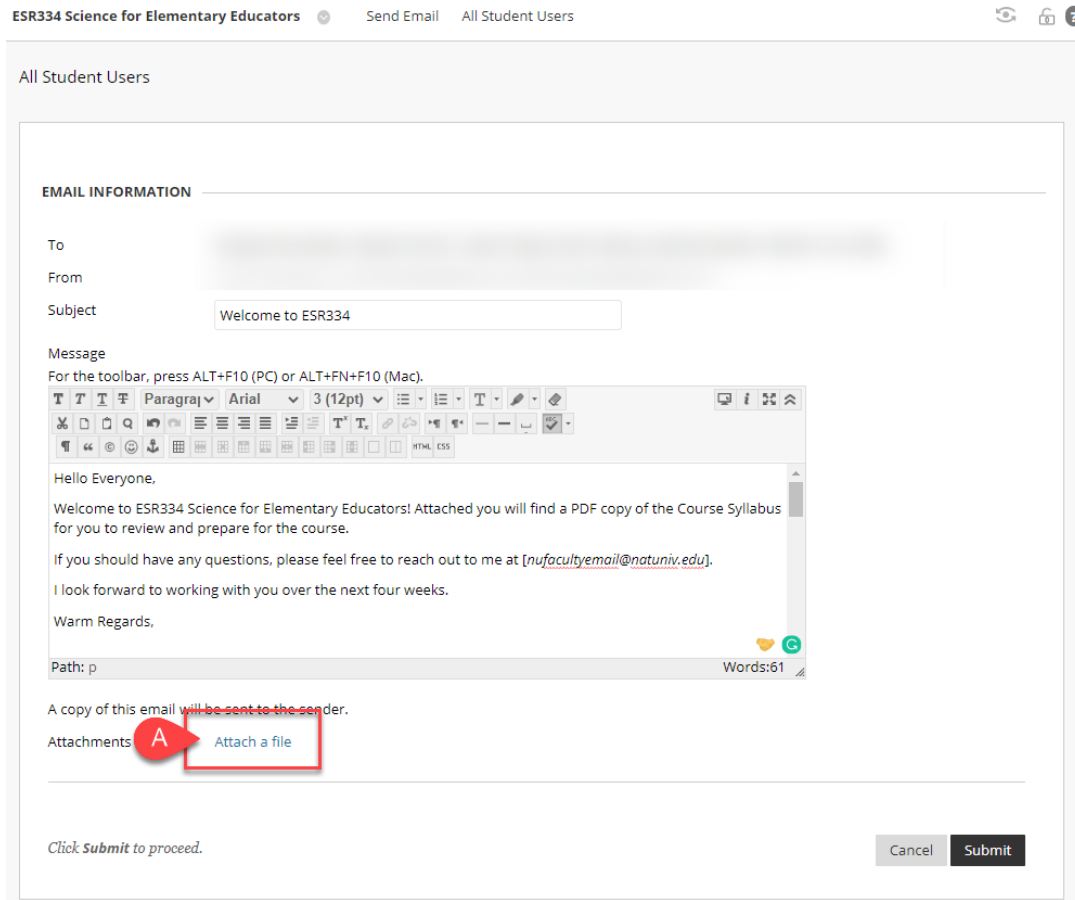 ESR334 Science for Elementary Educators Send Email All Student Users
All Student Users
EMAIL INFORMATION
To
From
Subject Welcome to ESR334
Message
For the toolbar, press ALT+F10 (PC) or ALT+FN+F10 (Mac).
T T T T Paragraj Arial 3 (12pt) T i
T T
HTML CSS
Hello Everyone,
Welcome to ESR334 Science for Elementary Educators! Attached you will find a PDF copy of the Course Syllabus
for you to review and prepare for the course.
If you should have any questions, please feel free to reach out to me at [nufacultyemail@natuniv.edu].
I look forward to working with you over the next four weeks.
Warm Regards,
Path: p Words:61
A copy of this email will be sent to the sender.
Attachments A Attach a file
Click Submit to proceed.
Cancel Submit